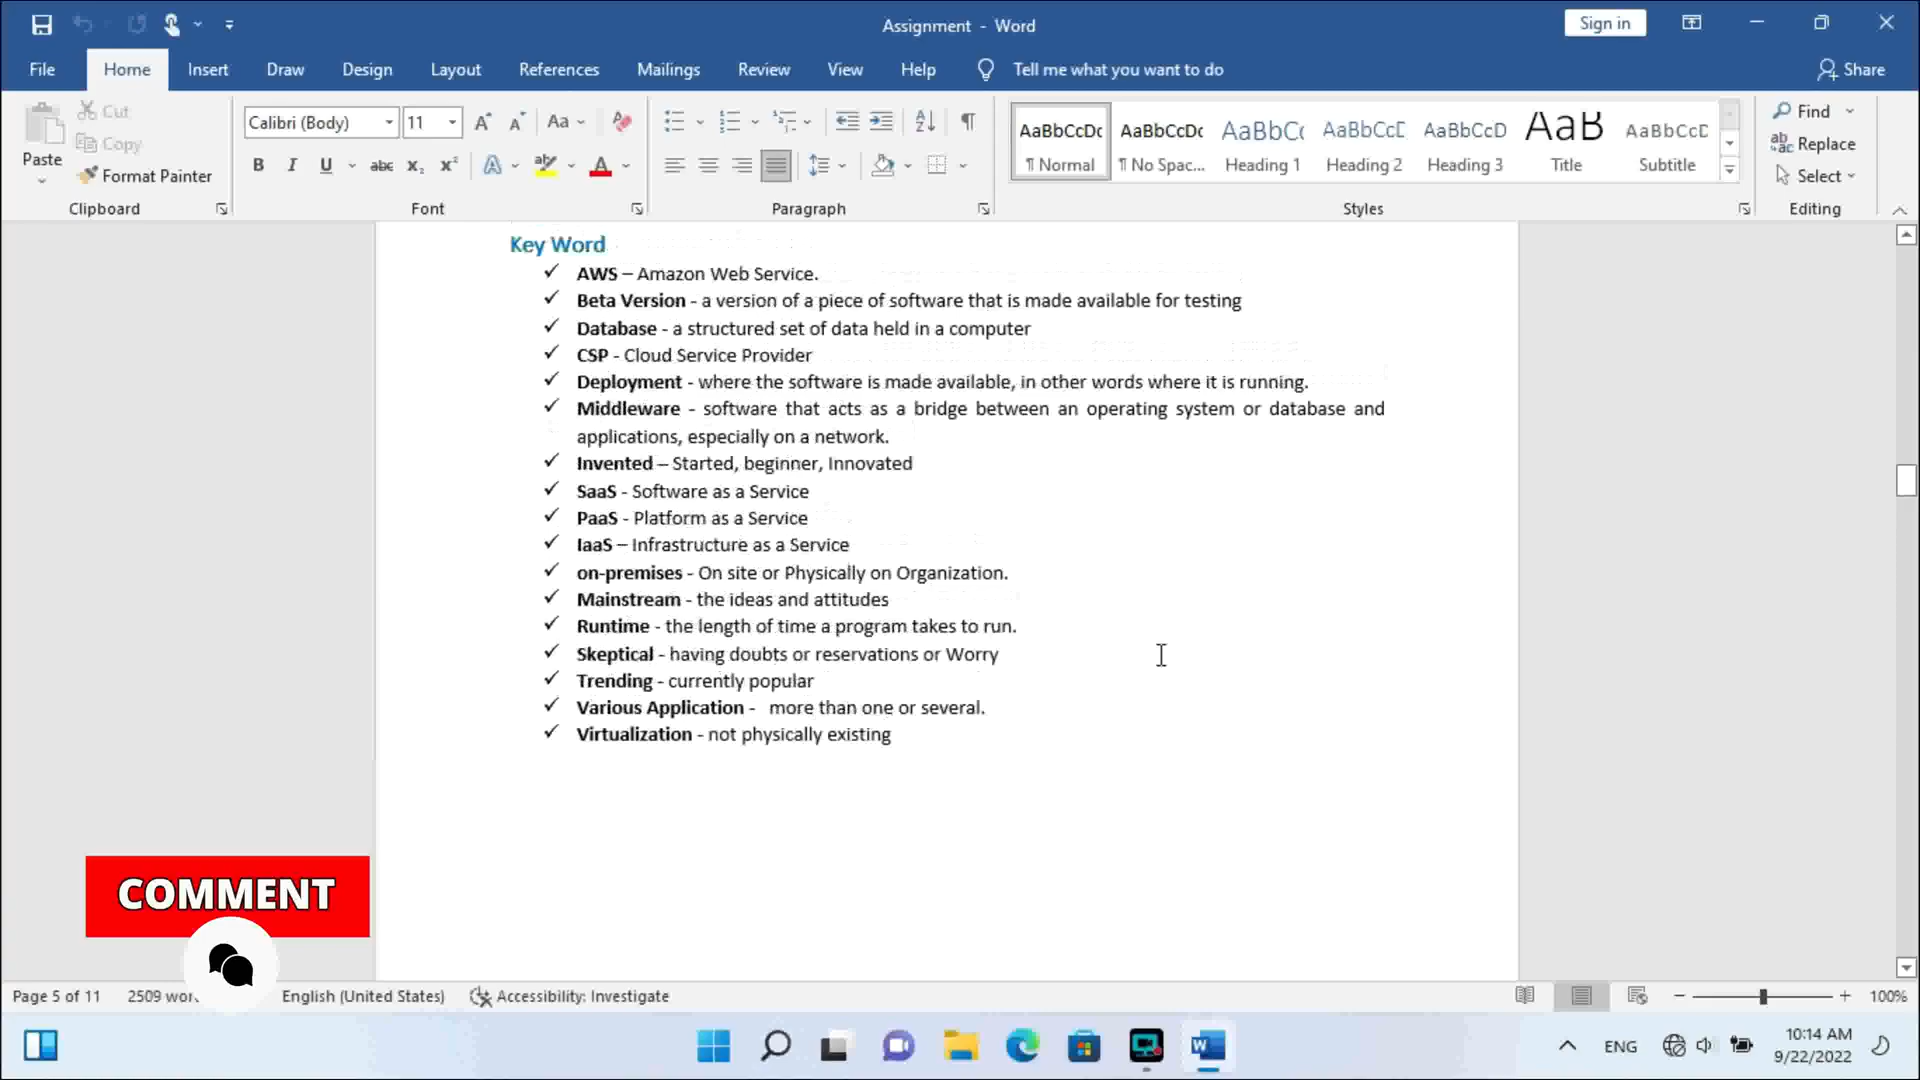 Assignment - Word
Sign in
File Home Insert Draw Design Layout References Mailings Review View Help Tell me what you want to do Share
Paste
Cut
Copy
Format Painter
Clipboard
Calibri (Body) 11
Font
Paragraph
AaBbCcDc AaBbCcDc AaBbC AaBbCcD AaBbCcD AaB AaBbCcD
¶ Normal ¶ No Spac... Heading 1 Heading 2 Heading 3 Title Subtitle
Styles
Find
Replace
Select
Editing
Key Word
✓ AWS – Amazon Web Service.
✓ Beta Version - a version of a piece of software that is made available for testing
✓ Database - a structured set of data held in a computer
✓ CSP - Cloud Service Provider
✓ Deployment - where the software is made available, in other words where it is running.
✓ Middleware - software that acts as a bridge between an operating system or database and
applications, especially on a network.
✓ Invented – Started, beginner, Innovated
✓ SaaS - Software as a Service
✓ PaaS - Platform as a Service
✓ IaaS – Infrastructure as a Service
✓ on-premises - On site or Physically on Organization.
✓ Mainstream - the ideas and attitudes
✓ Runtime - the length of time a program takes to run.
✓ Skeptical - having doubts or reservations or Worry
✓ Trending - currently popular
✓ Various Application - more than one or several.
✓ Virtualization - not physically existing
COMMENT
Page 5 of 11 2509 English (United States) Accessibility: Investigate 100%
ENG
10:14 AM
9/22/2022